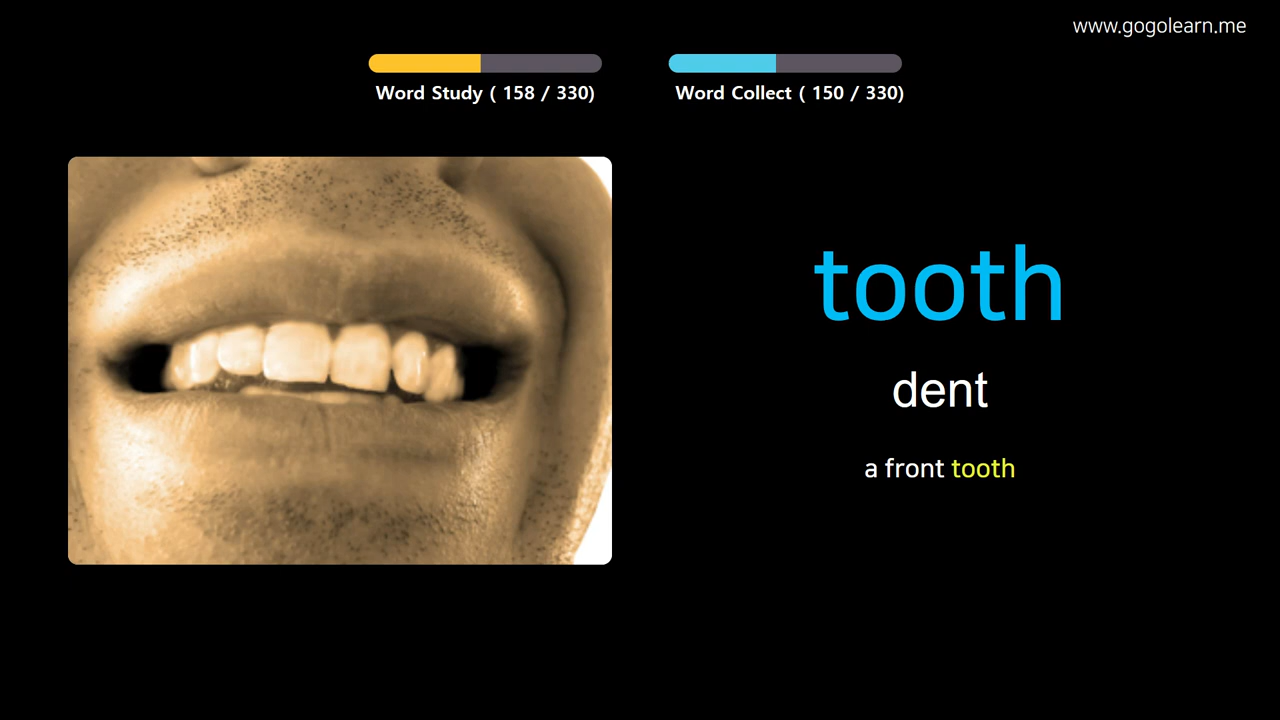 www.gogolearn.me
Word Study ( 158 / 330)
Word Collect ( 150 / 330)
tooth
dent
a front tooth